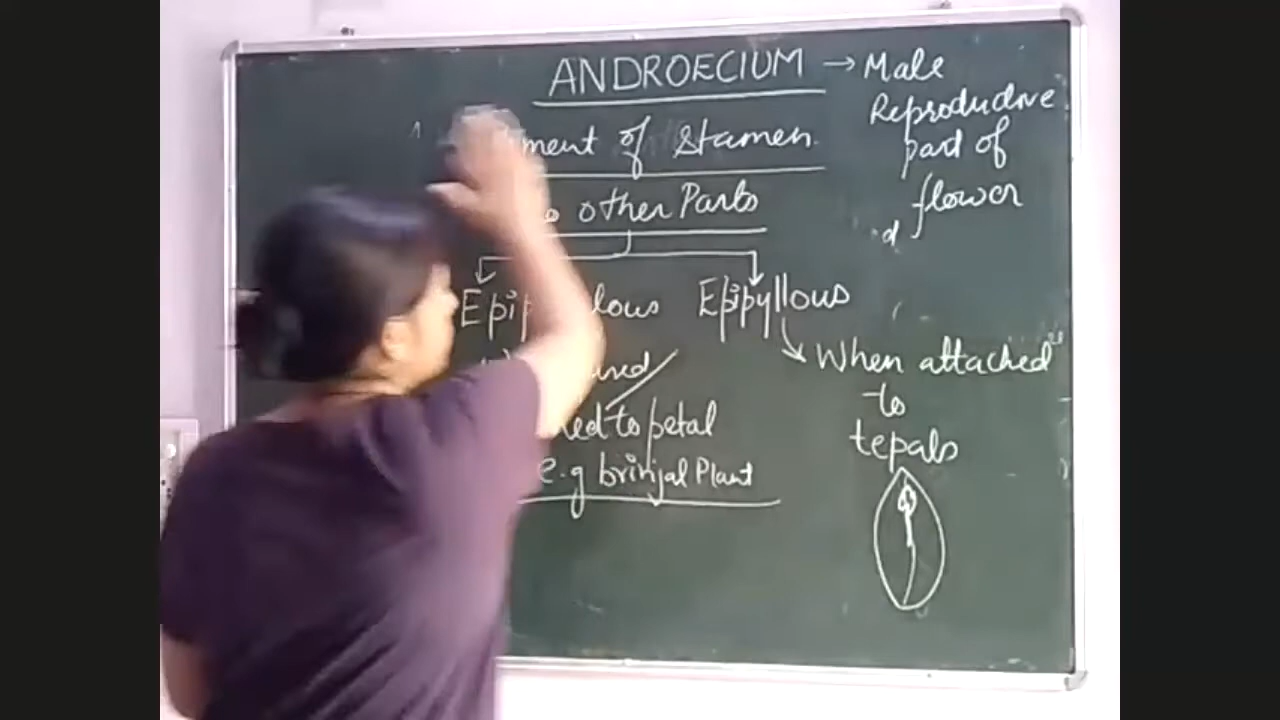 ANDROECIUM → Male
Reproductive
part of
flower
ment of Stamen
other Parts
Epip lous Epipyllous
When attached
to
tepals
to petal
e.g brinjal Plant